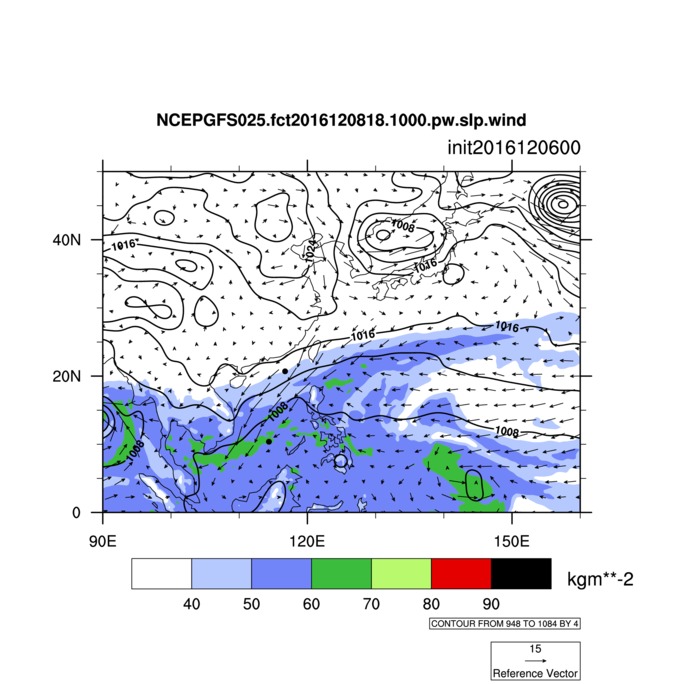 NCEPGFS025.fct2016120818.1000.pw.slp.wind
init2016120600
1008
40N
1016
1024
1016
1016
1016
20N
1008
1008
1008
0
90E 120E 150E
kgm**-2
40 50 60 70 80 90
CONTOUR FROM 948 TO 1084 BY 4
15
Reference Vector